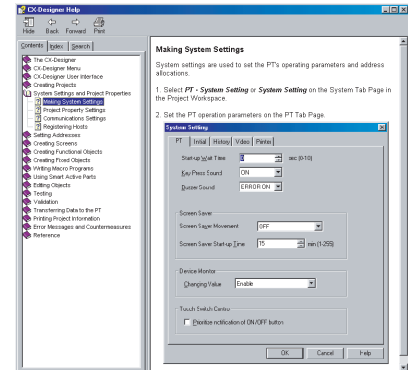 CX-Designer Help
Hide Back Forward Print
Contents Index Search
The CX-Designer
CX-Designer Menu
CX-Designer User Interface
Creating Projects
System Settings and Project Properties
Making System Settings
Project Property Settings
Communications Settings
Registering Hosts
Setting Addresses
Creating Screens
Creating Functional Objects
Creating Fixed Objects
Writing Macro Programs
Using Smart Active Parts
Editing Objects
Testing
Validation
Transferring Data to the PT
Printing Project Information
Error Messages and Countermeasures
Reference
Making System Settings
System settings are used to set the PT's operating parameters and address
allocations.
1. Select PT - System Setting or System Setting on the System Tab Page in
the Project Workspace.
2. Set the PT operation parameters on the PT Tab Page.
System Setting
PT Initial History Video Printer
Start-up Wait Time 0 sec (0-10)
Key Press Sound ON
Buzzer Sound ERROR ON
Screen Saver
Screen Saver Movement OFF
Screen Saver Start-up Time 15 min (1-255)
Device Monitor
Changing Value Enable
Touch Switch Control
Prioritize notification of ON/OFF button
OK Cancel Help